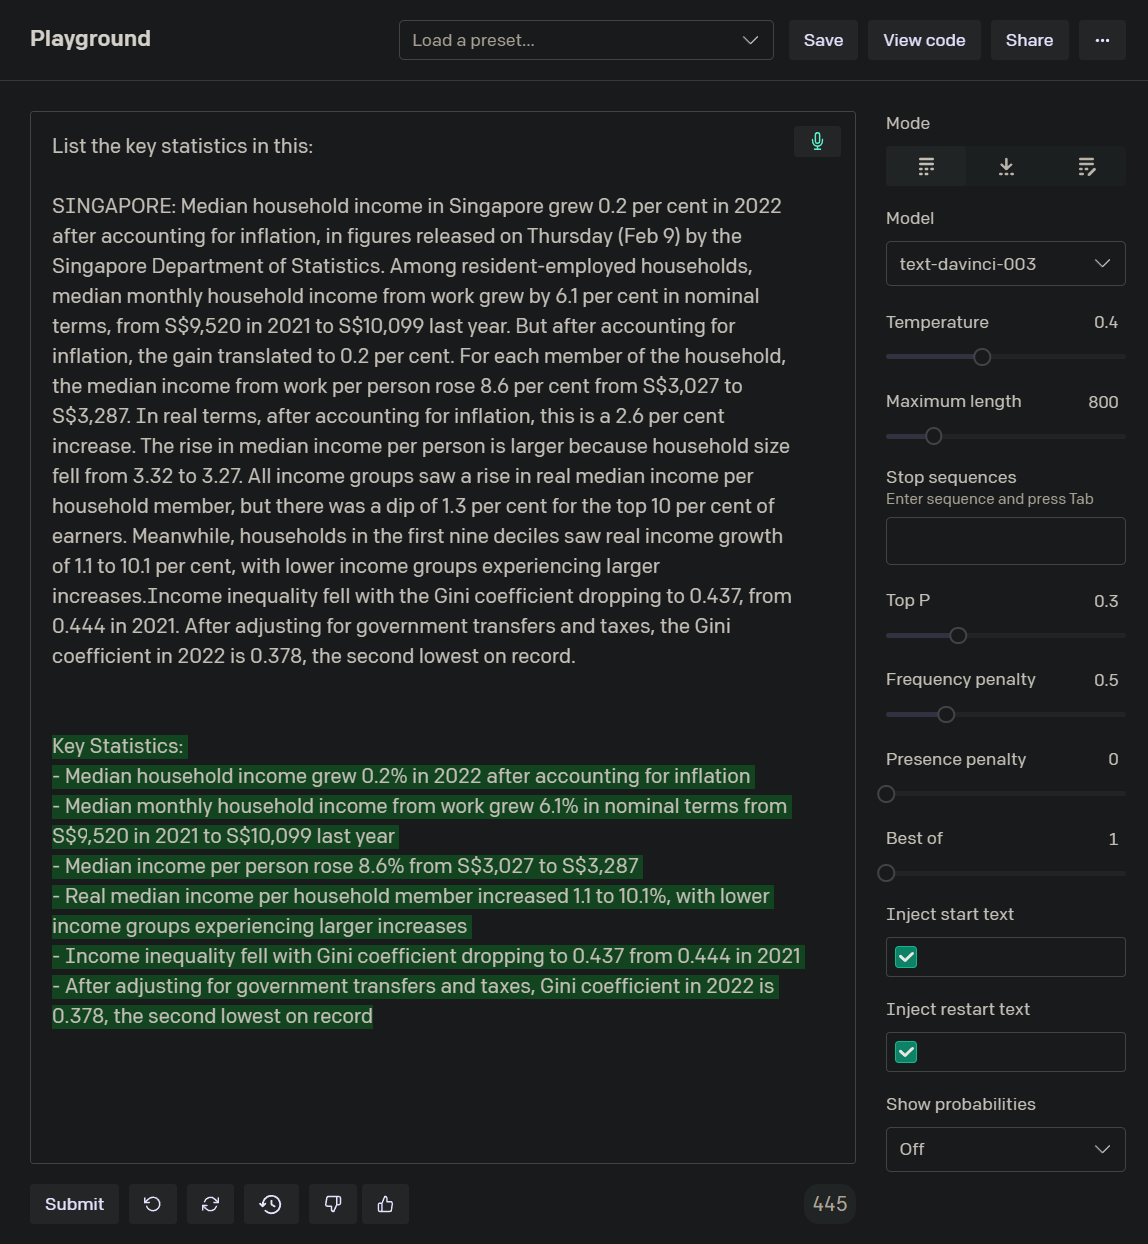 Playground
Load a preset...
Save
View code
Share
...
List the key statistics in this:
SINGAPORE: Median household income in Singapore grew 0.2 per cent in 2022
after accounting for inflation, in figures released on Thursday (Feb 9) by the
Singapore Department of Statistics. Among resident-employed households,
median monthly household income from work grew by 6.1 per cent in nominal
terms, from S$9,520 in 2021 to S$10,099 last year. But after accounting for
inflation, the gain translated to 0.2 per cent. For each member of the household,
the median income from work per person rose 8.6 per cent from S$3,027 to
S$3,287. In real terms, after accounting for inflation, this is a 2.6 per cent
increase. The rise in median income per person is larger because household size
fell from 3.32 to 3.27. All income groups saw a rise in real median income per
household member, but there was a dip of 1.3 per cent for the top 10 per cent of
earners. Meanwhile, households in the first nine deciles saw real income growth
of 1.1 to 10.1 per cent, with lower income groups experiencing larger
increases.Income inequality fell with the Gini coefficient dropping to 0.437, from
0.444 in 2021. After adjusting for government transfers and taxes, the Gini
coefficient in 2022 is 0.378, the second lowest on record.
Key Statistics:
- Median household income grew 0.2% in 2022 after accounting for inflation
- Median monthly household income from work grew 6.1% in nominal terms from
S$9,520 in 2021 to S$10,099 last year
- Median income per person rose 8.6% from S$3,027 to S$3,287
- Real median income per household member increased 1.1 to 10.1%, with lower
income groups experiencing larger increases
- Income inequality fell with Gini coefficient dropping to 0.437 from 0.444 in 2021
- After adjusting for government transfers and taxes, Gini coefficient in 2022 is
0.378, the second lowest on record
Submit
445
Mode
Model
text-davinci-003
Temperature 0.4
Maximum length 800
Stop sequences
Enter sequence and press Tab
Top P 0.3
Frequency penalty 0.5
Presence penalty 0
Best of 1
Inject start text
Inject restart text
Show probabilities
Off